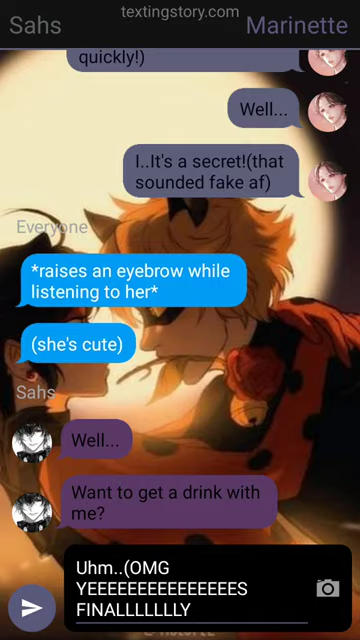 textingstory.com
Sahs
Marinette
quickly!)
Well...
I..It's a secret!(that
sounded fake af)
Everyone
*raises an eyebrow while
listening to her*
(she's cute)
Sahs
Well...
Want to get a drink with
me?
Uhm..(OMG
YEEEEEEEEEEEEEEEES
FINALLLLLLLY